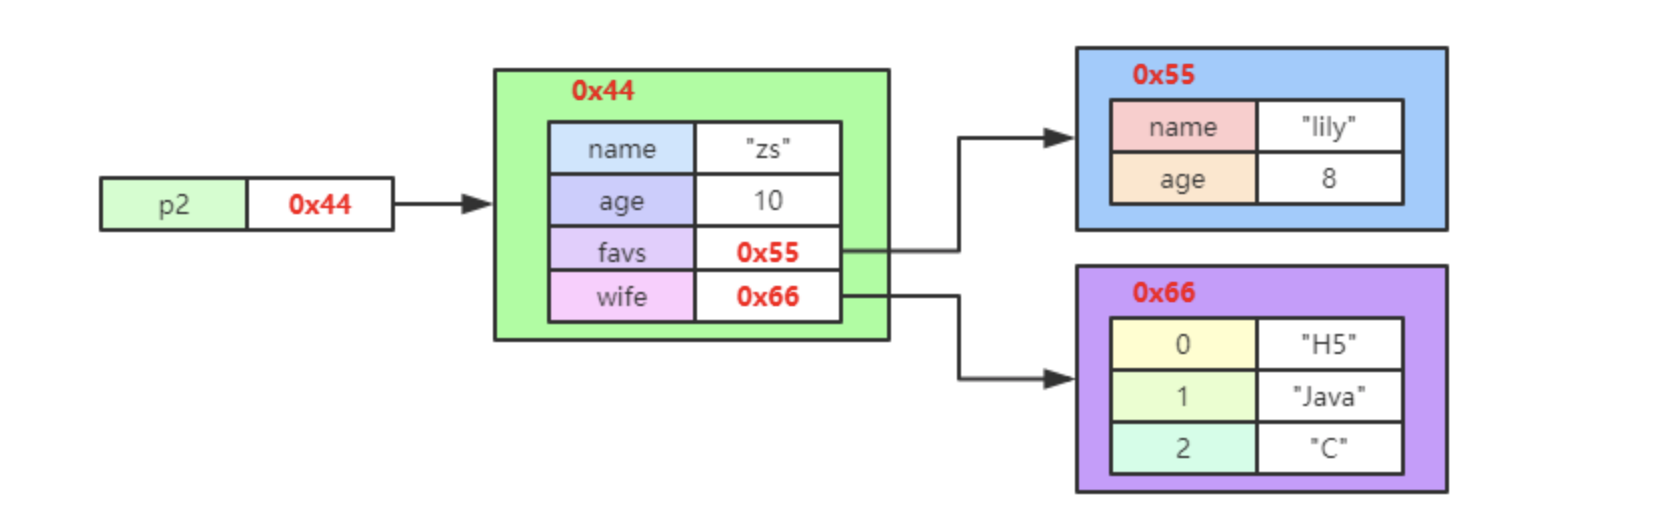 p2 0x44
0x44
name "zs"
age 10
favs 0x55
wife 0x66
0x55
name "lily"
age 8
0x66
0 "H5"
1 "Java"
2 "C"